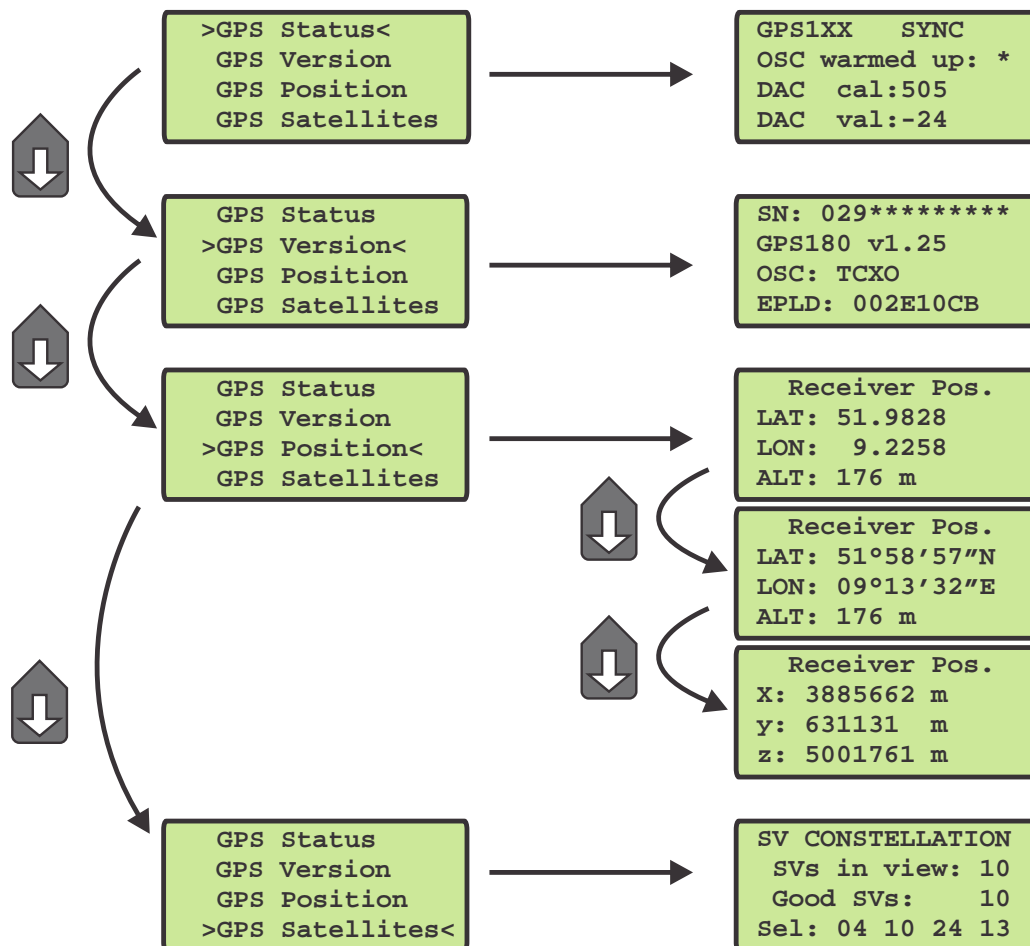 >GPS Status<
GPS Version
GPS Position
GPS Satellites
GPS1XX SYNC
OSC warmed up: *
DAC cal:505
DAC val:-24
GPS Status
>GPS Version<
GPS Position
GPS Satellites
SN: 029*********
GPS180 v1.25
OSC: TCXO
EPLD: 002E10CB
GPS Status
GPS Version
>GPS Position<
GPS Satellites
Receiver Pos.
LAT: 51.9828
LON: 9.2258
ALT: 176 m
Receiver Pos.
LAT: 51°58′57″N
LON: 09°13′32″E
ALT: 176 m
Receiver Pos.
X: 3885662 m
y: 631131 m
z: 5001761 m
GPS Status
GPS Version
GPS Position
>GPS Satellites<
SV CONSTELLATION
SVs in view: 10
Good SVs: 10
Sel: 04 10 24 13